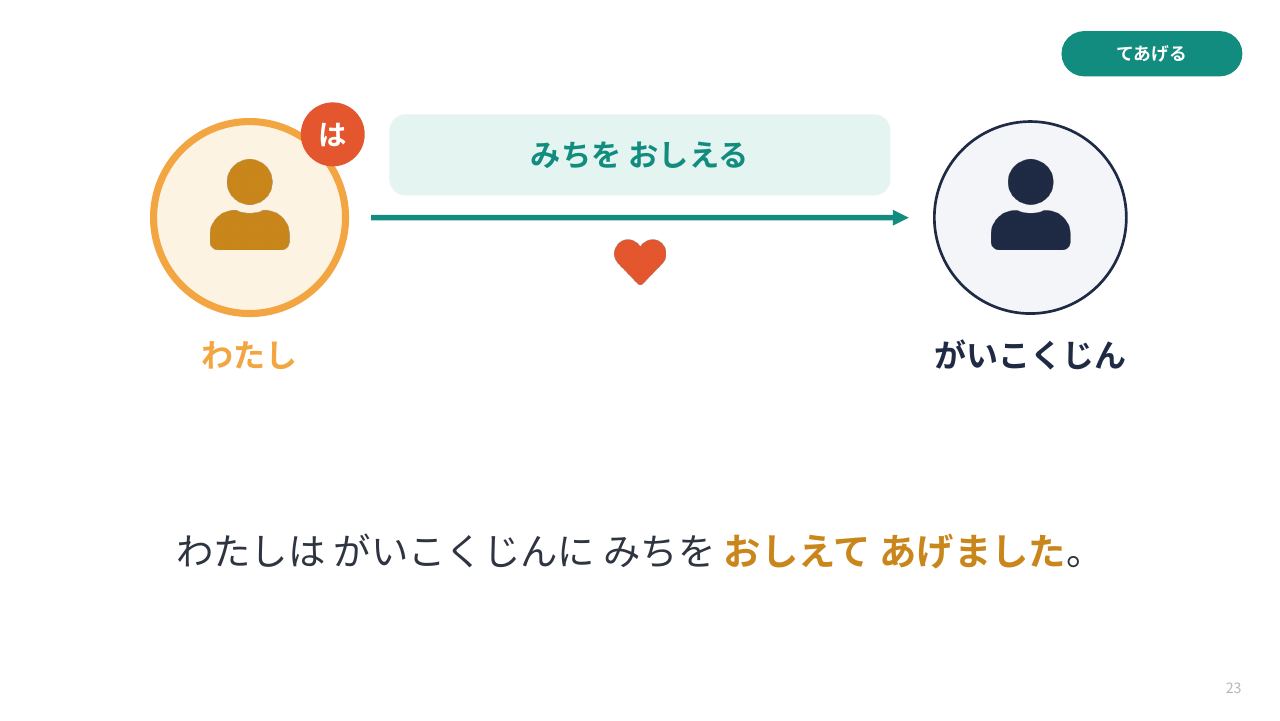 てあげる
は
みちを おしえる
わたし
がいこくじん
わたしは がいこくじんに みちを おしえて あげました。
23